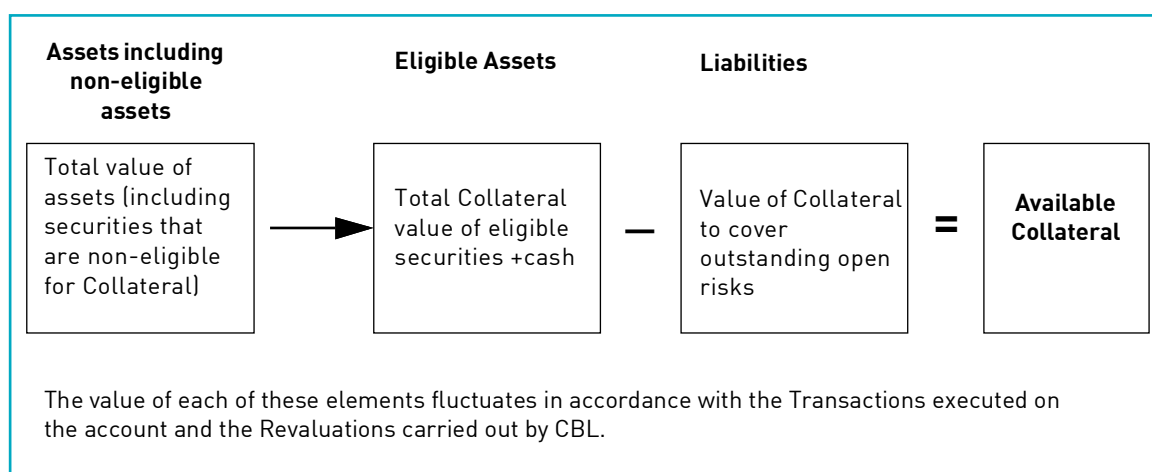 Assets including
non-eligible
assets
Eligible Assets
Liabilities
Total value of
assets (including
securities that
are non-eligible
for Collateral)
Total Collateral
value of eligible
securities +cash
—
Value of Collateral
to cover
outstanding open
risks
=
Available
Collateral
The value of each of these elements fluctuates in accordance with the Transactions executed on
the account and the Revaluations carried out by CBL.